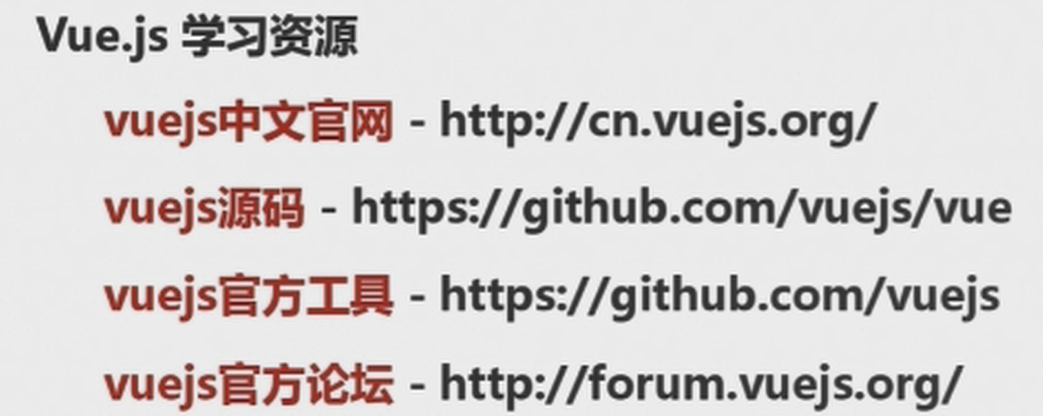 Vue.js 学习资源
vuejs中文官网 - http://cn.vuejs.org/
vuejs源码 - https://github.com/vuejs/vue
vuejs官方工具 - https://github.com/vuejs
vuejs官方论坛 - http://forum.vuejs.org/